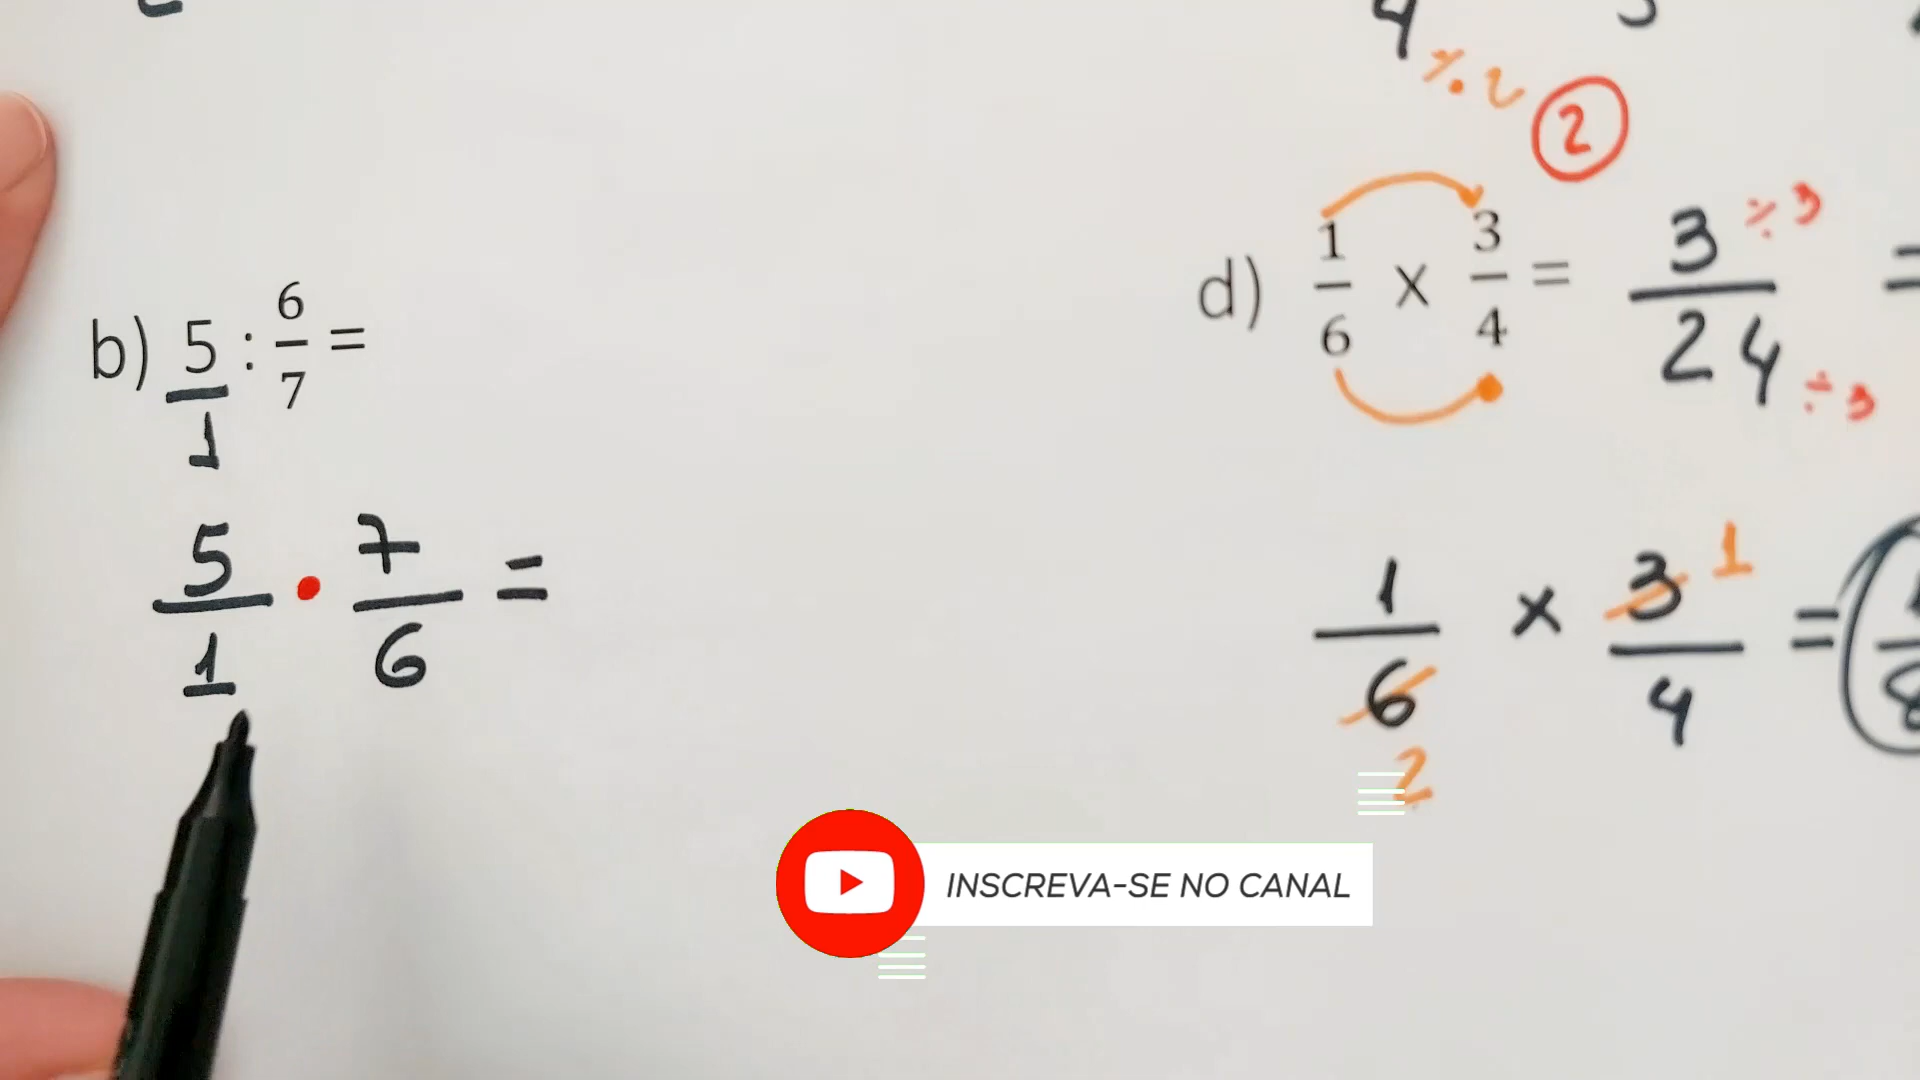 4 ÷ 2
2
b) 5/1 : 6/7 =
5/1 · 7/6 =
d) 1/6 x 3/4 = 3/24 ÷3 ÷3 =
1/6 x 3/4 = 1 2
INSCREVA-SE NO CANAL